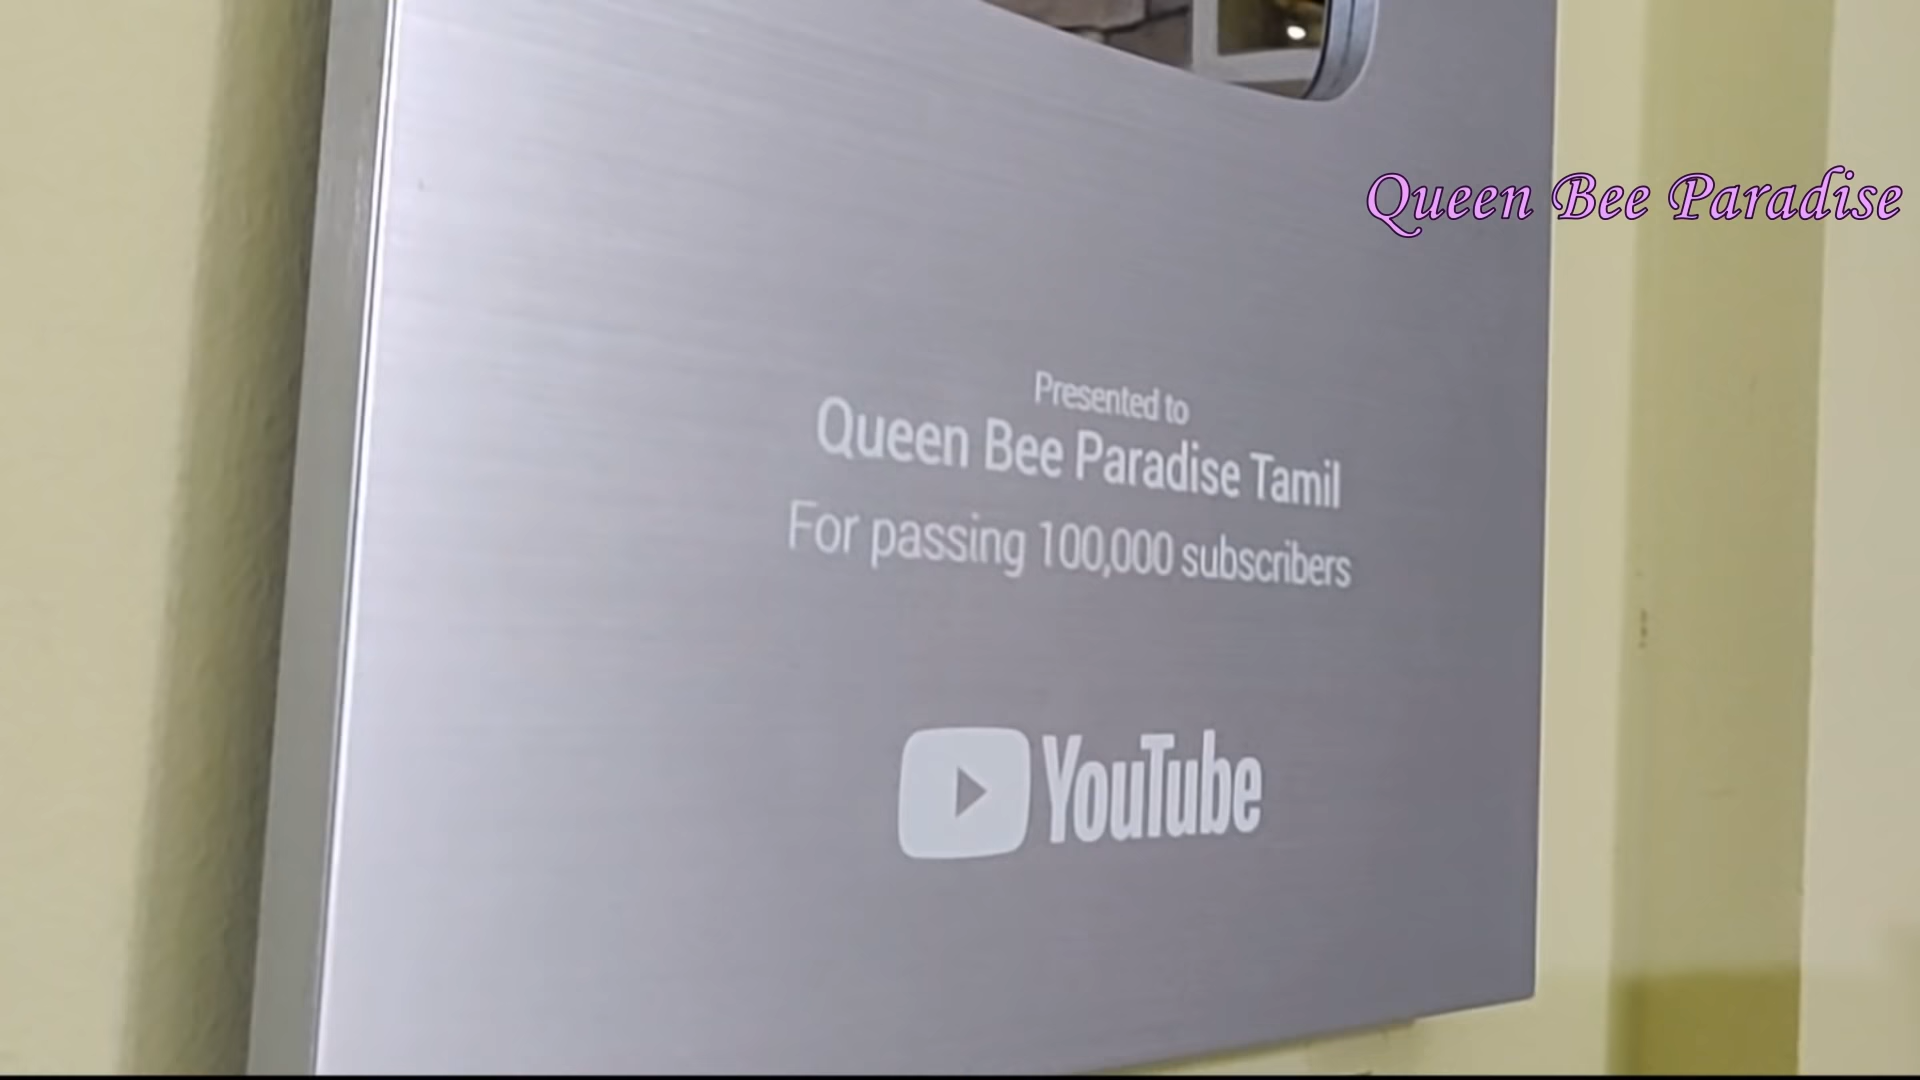 Queen Bee Paradise
Presented to
Queen Bee Paradise Tamil
For passing 100,000 subscribers
YouTube